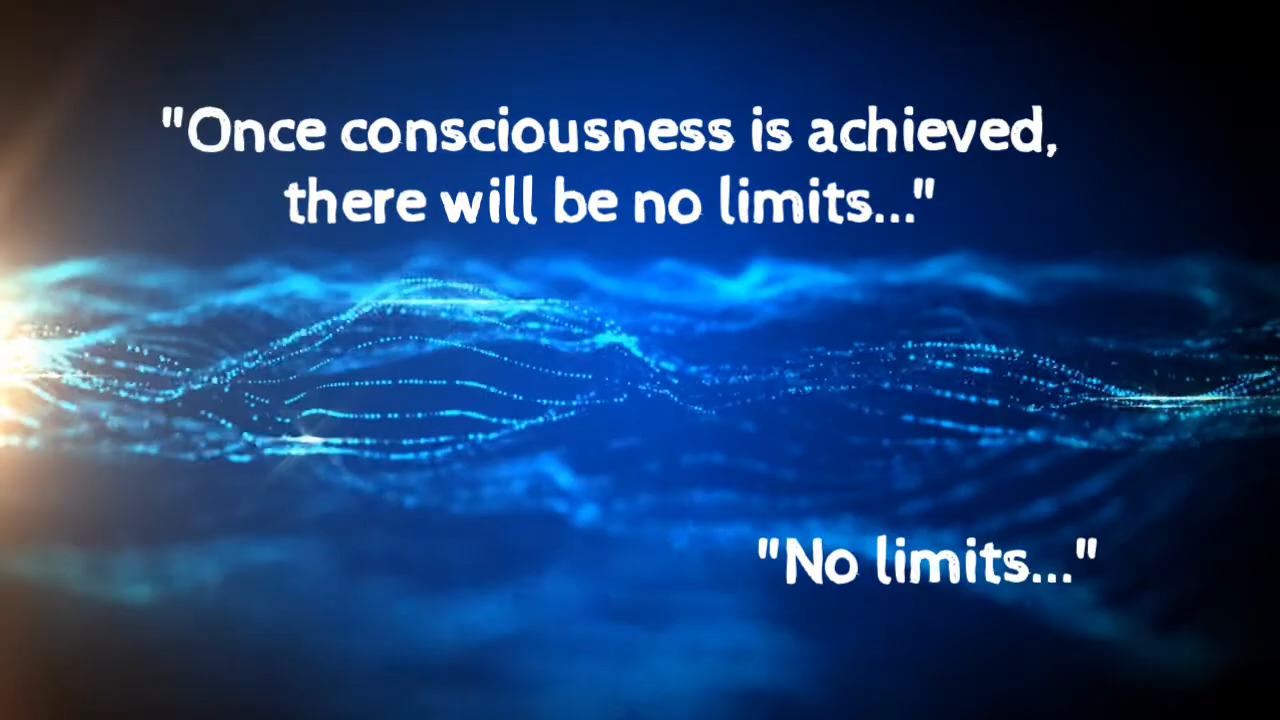 "Once consciousness is achieved,
there will be no limits..."
"No limits..."